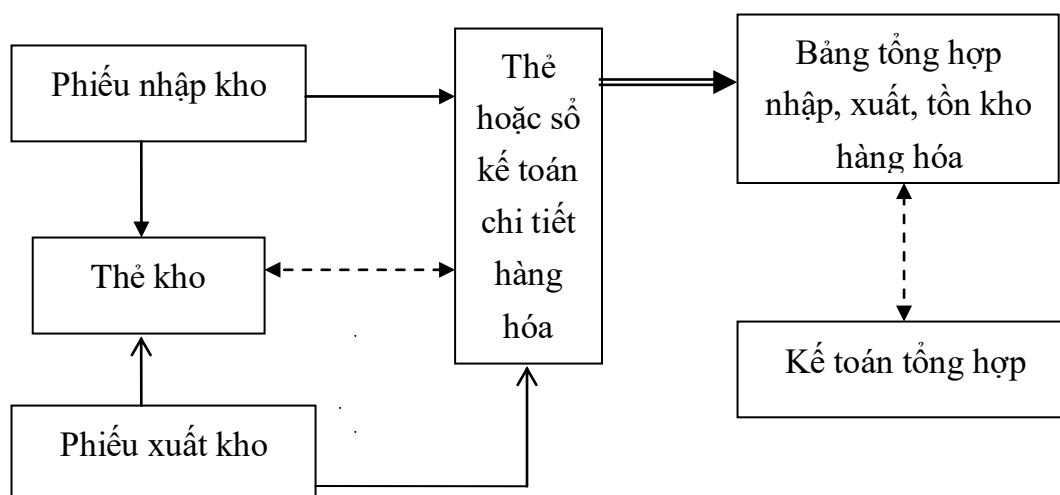 Phiếu nhập kho
Thẻ kho
Phiếu xuất kho
Thẻ
hoặc sổ
kế toán
chi tiết
hàng
hóa
Bảng tổng hợp
nhập, xuất, tồn kho
hàng hóa
Kế toán tổng hợp